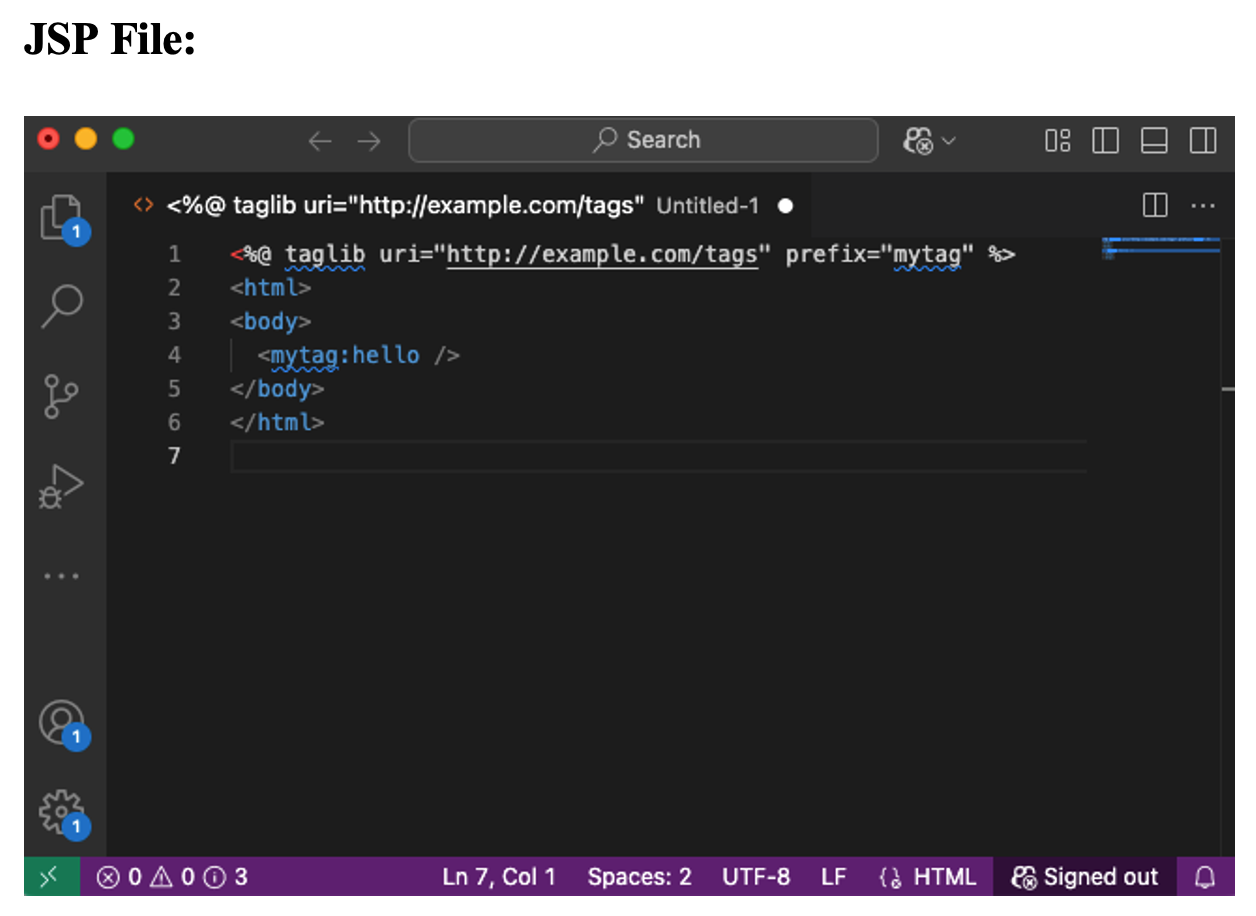 JSP File:
Search
<%@ taglib uri="http://example.com/tags" Untitled-1
1
1 <%@ taglib uri="http://example.com/tags" prefix="mytag" %>
2 <html>
3 <body>
4 <mytag:hello />
5 </body>
6 </html>
7
1
1
0 0 3 Ln 7, Col 1 Spaces: 2 UTF-8 LF HTML Signed out